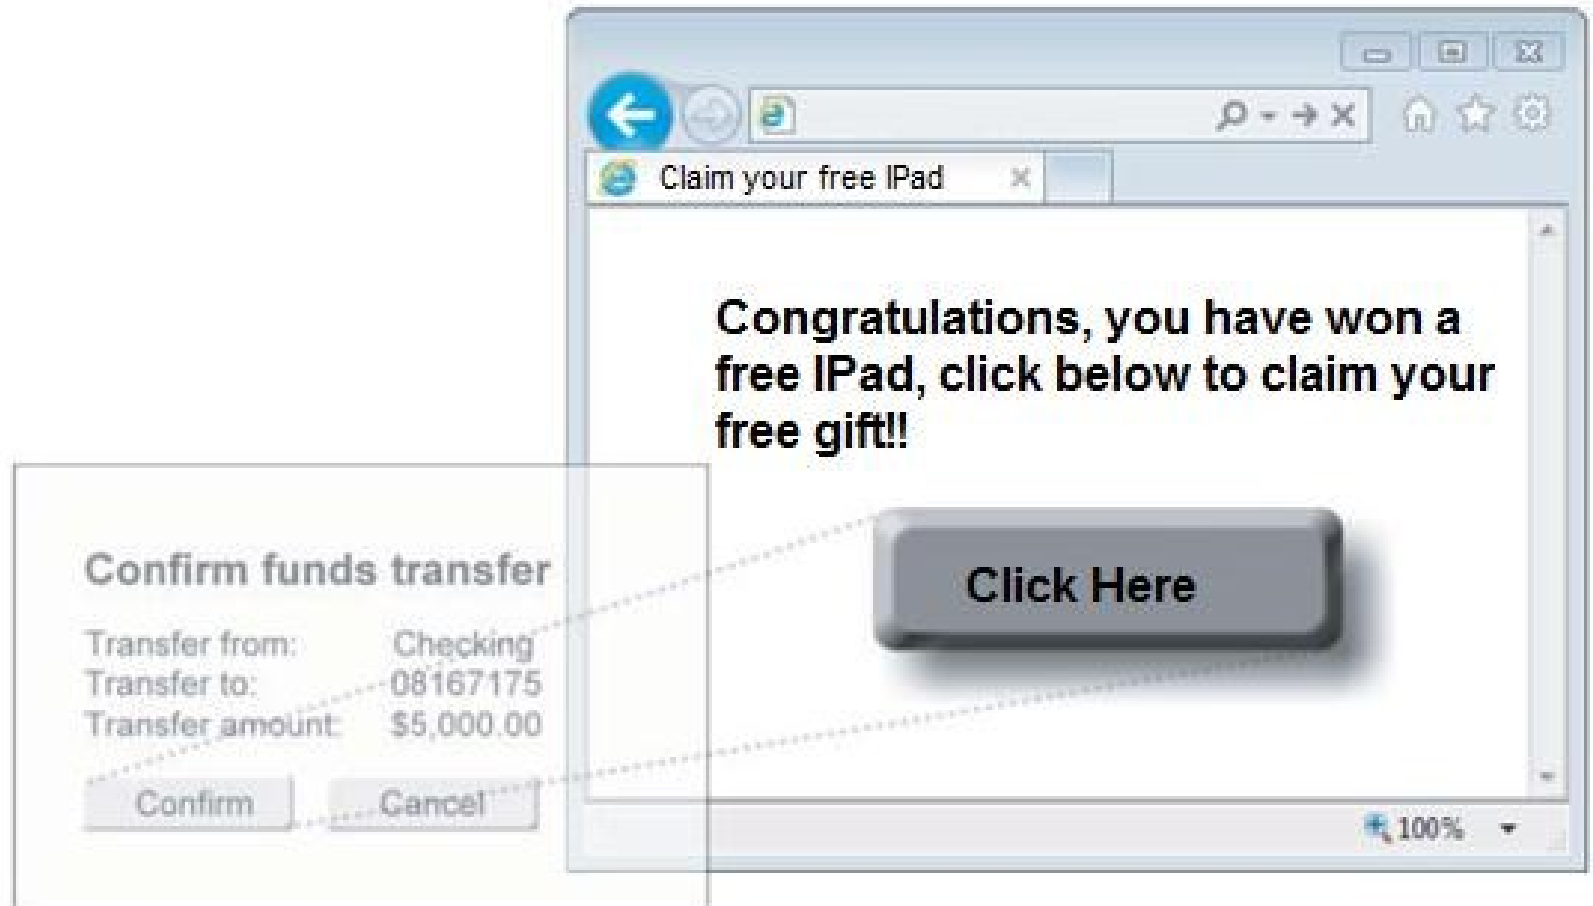 Claim your free IPad
Congratulations, you have won a
free IPad, click below to claim your
free gift!!
Click Here
Confirm funds transfer
Transfer from: Checking
Transfer to: 08167175
Transfer amount: $5,000.00
Confirm Cancel
100%